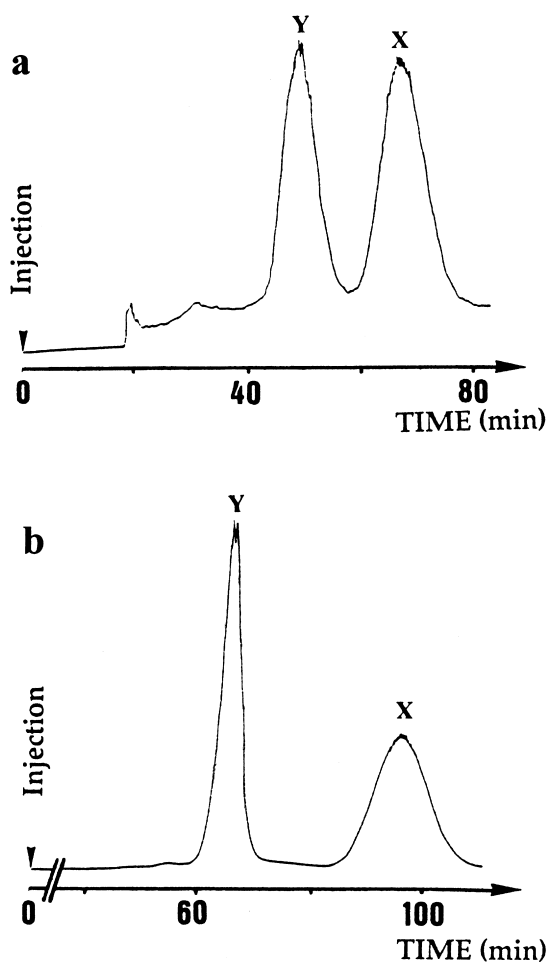 a
Y
X
Injection
0
40
80
TIME (min)
b
Y
X
Injection
0
60
100
TIME (min)